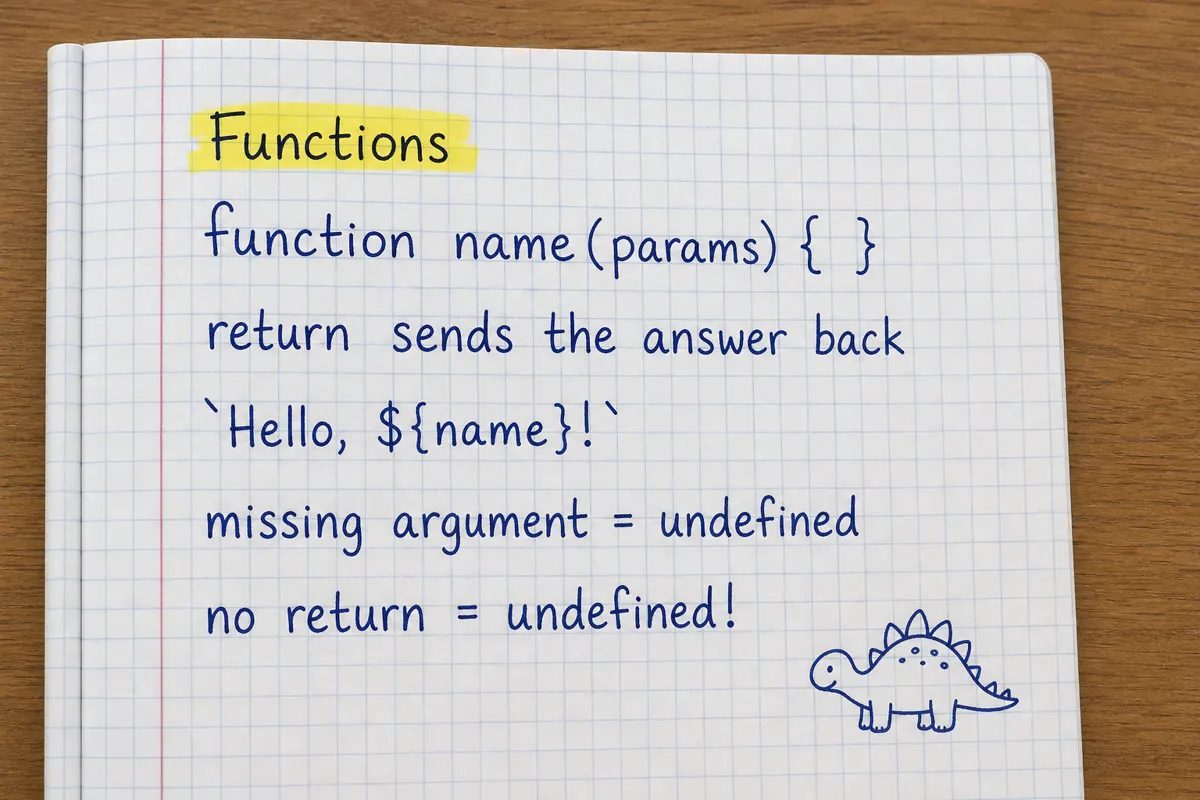 Functions
function name (params) { }
return sends the answer back
`Hello, ${name}!`
missing argument = undefined
no return = undefined!